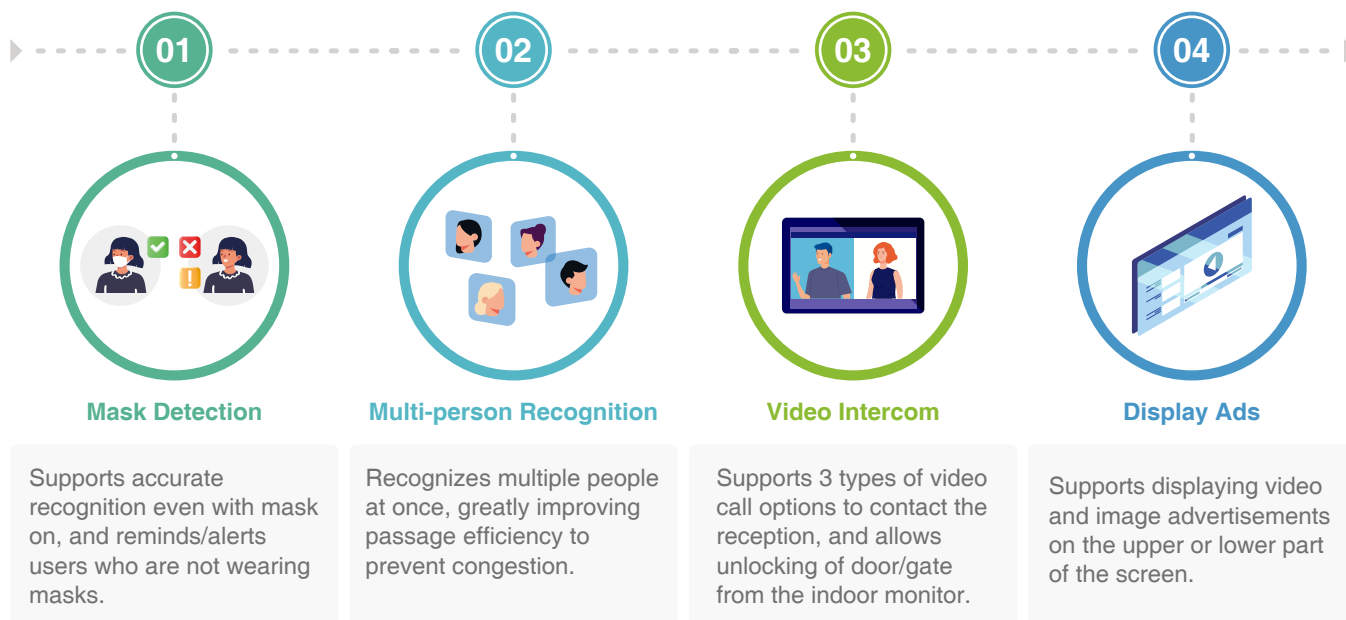 01
02
03
04
Mask Detection
Multi-person Recognition
Video Intercom
Display Ads
Supports accurate
recognition even with mask
on, and reminds/alerts
users who are not wearing
masks.
Recognizes multiple people
at once, greatly improving
passage efficiency to
prevent congestion.
Supports 3 types of video
call options to contact the
reception, and allows
unlocking of door/gate
from the indoor monitor.
Supports displaying video
and image advertisements
on the upper or lower part
of the screen.